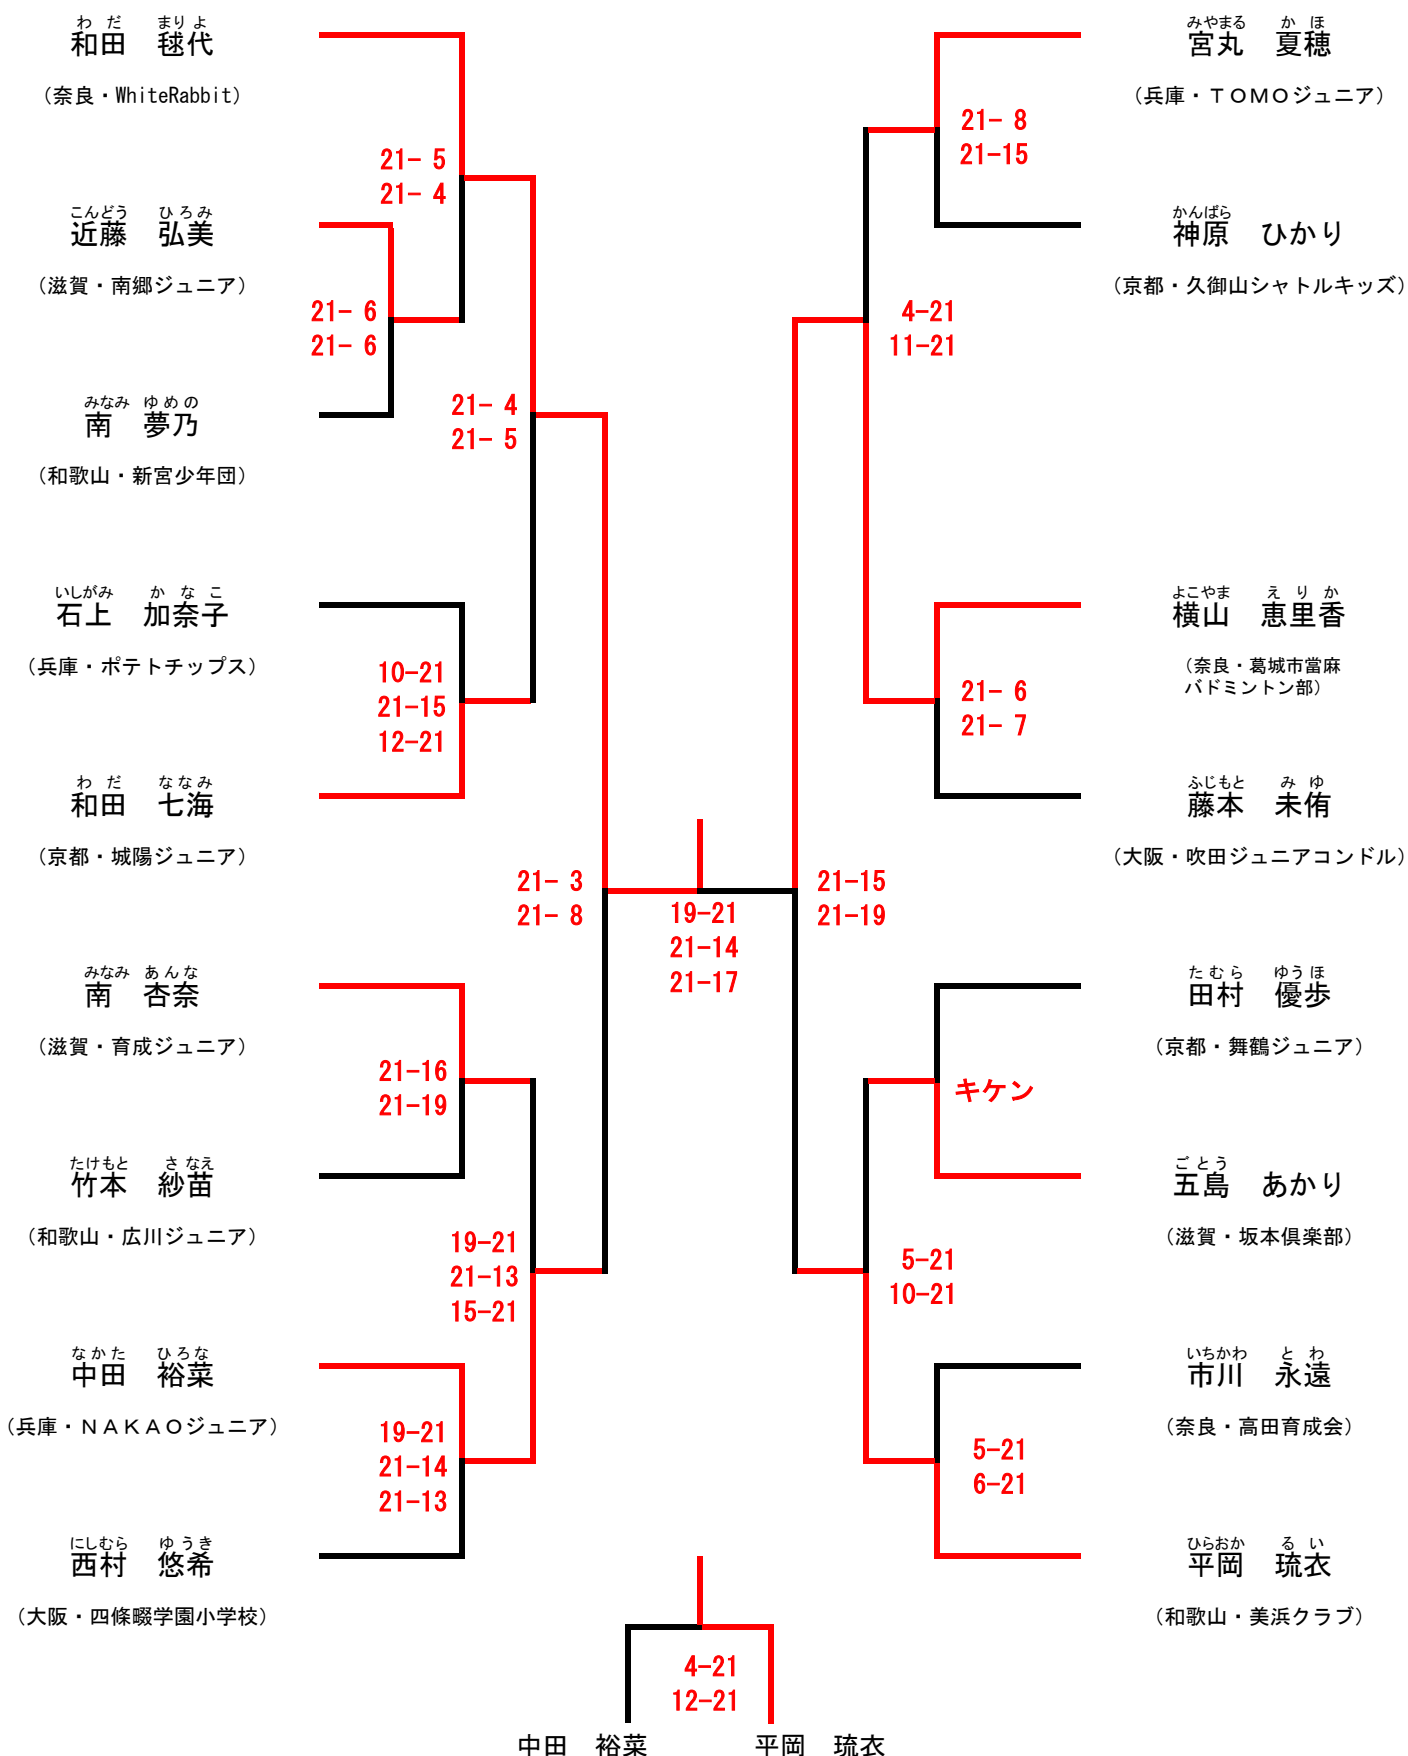 わだ　まりよ
和田　毬代
（奈良・WhiteRabbit）
21- 5
21- 4
こんどう　ひろみ
近藤　弘美
（滋賀・南郷ジュニア）
21- 6
21- 6
みなみ　ゆめの
南　夢乃
（和歌山・新宮少年団）
21- 4
21- 5
いしがみ　かなこ
石上　加奈子
（兵庫・ポテトチップス）
10-21
21-15
12-21
わだ　ななみ
和田　七海
（京都・城陽ジュニア）
21- 3
21- 8
みなみ　あんな
南　杏奈
（滋賀・育成ジュニア）
21-16
21-19
たけもと　さなえ
竹本　紗苗
（和歌山・広川ジュニア）
19-21
21-13
15-21
なかた　ひろな
中田　裕菜
（兵庫・ＮＡＫＡＯジュニア）
19-21
21-14
21-13
にしむら　ゆうき
西村　悠希
（大阪・四條畷学園小学校）
19-21
21-14
21-17
みやまる　かほ
宮丸　夏穂
（兵庫・ＴＯＭＯジュニア）
21- 8
21-15
かんばら
神原　ひかり
（京都・久御山シャトルキッズ）
4-21
11-21
よこやま　えりか
横山　恵里香
（奈良・葛城市當麻
バドミントン部）
21- 6
21- 7
ふじもと　みゆ
藤本　未侑
（大阪・吹田ジュニアコンドル）
21-15
21-19
たむら　ゆうほ
田村　優歩
（京都・舞鶴ジュニア）
キケン
ごとう
五島　あかり
（滋賀・坂本倶楽部）
5-21
10-21
いちかわ　とわ
市川　永遠
（奈良・高田育成会）
5-21
6-21
ひらおか　るい
平岡　琉衣
（和歌山・美浜クラブ）
4-21
12-21
中田　裕菜　平岡　琉衣